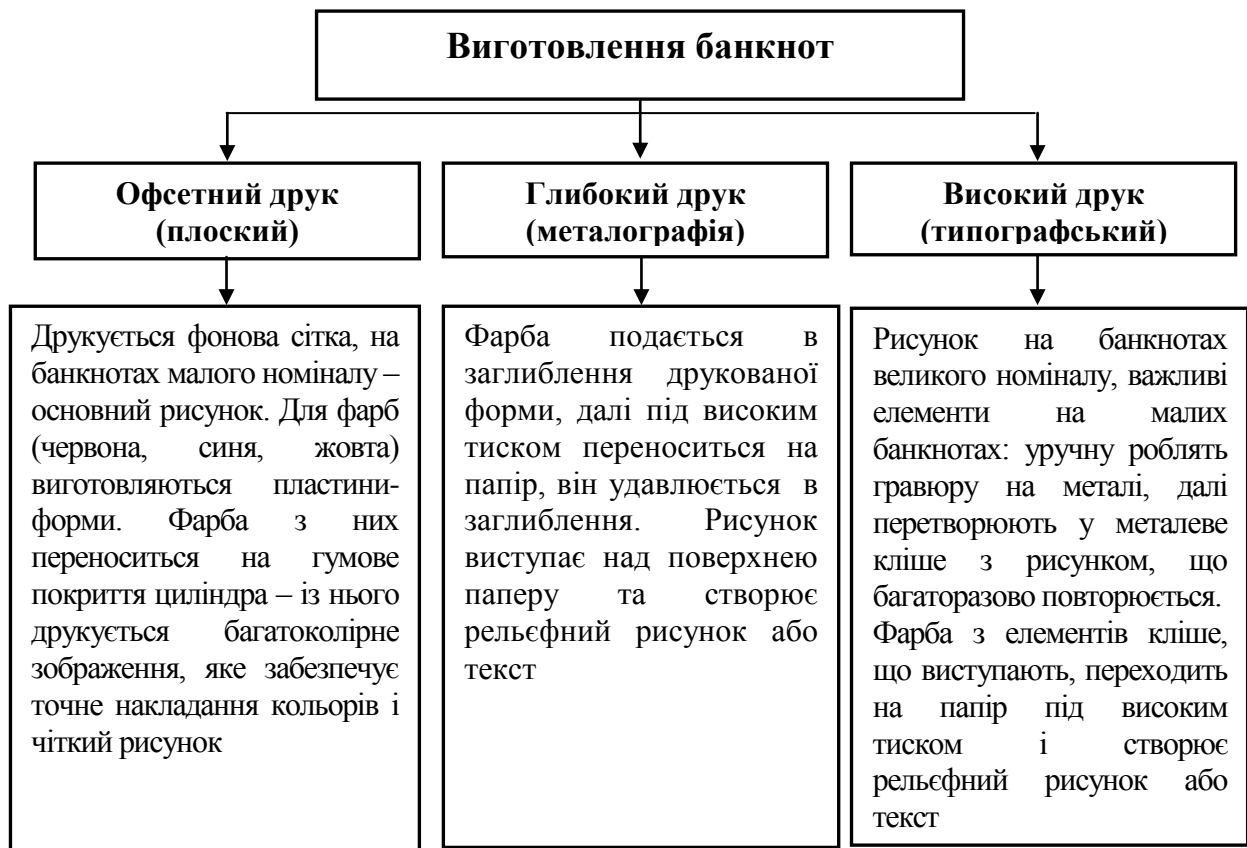 Виготовлення банкнот
Офсетний друк
(плоский)
Глибокий друк
(металографія)
Високий друк
(типографський)
Друкується фонова сітка, на
банкнотах малого номіналу –
основний рисунок. Для фарб
(червона, синя, жовта)
виготовляються пластини-
форми. Фарба з них
переноситься на гумове
покриття циліндра – із нього
друкується багатоколірне
зображення, яке забезпечує
точне накладання кольорів і
чіткий рисунок
Фарба подається в
заглиблення друкованої
форми, далі під високим
тиском переноситься на
папір, він удавлюється в
заглиблення. Рисунок
виступає над поверхнею
паперу та створює
рельєфний рисунок або
текст
Рисунок на банкнотах
великого номіналу, важливі
елементи на малих
банкнотах: уручну роблять
гравюру на металі, далі
перетворюють у металеве
кліше з рисунком, що
багаторазово повторюється.
Фарба з елементів кліше,
що виступають, переходить
на папір під високим
тиском і створює
рельєфний рисунок або
текст